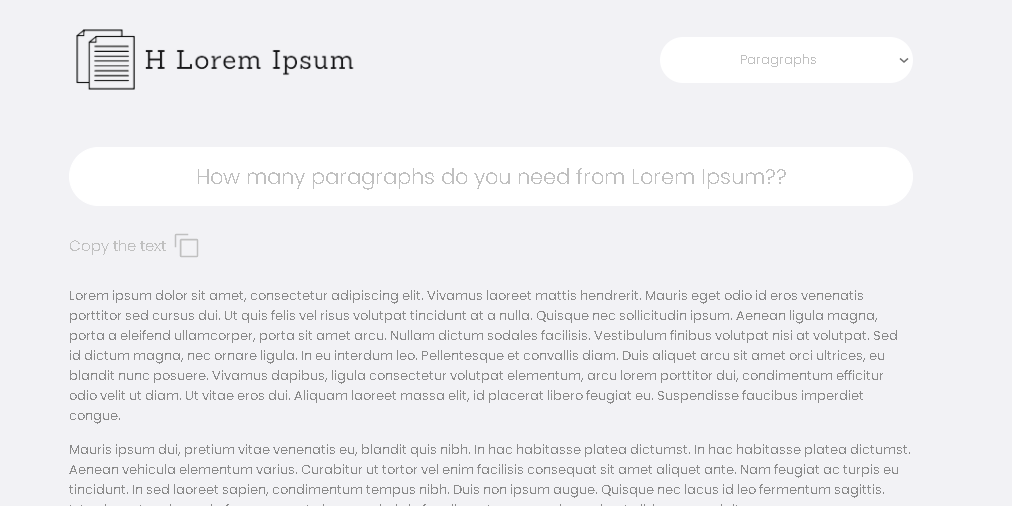 H Lorem Ipsum
Paragraphs
How many paragraphs do you need from Lorem Ipsum??
Copy the text
Lorem ipsum dolor sit amet, consectetur adipiscing elit. Vivamus laoreet mattis hendrerit. Mauris eget odio id eros venenatis
porttitor sed cursus dui. Ut quis felis vel risus volutpat tincidunt at a nulla. Quisque nec sollicitudin ipsum. Aenean ligula magna,
porta a eleifend ullamcorper, porta sit amet arcu. Nullam dictum sodales facilisis. Vestibulum finibus volutpat nisi at volutpat. Sed
id dictum magna, nec ornare ligula. In eu interdum leo. Pellentesque et convallis diam. Duis aliquet arcu sit amet orci ultrices, eu
blandit nunc posuere. Vivamus dapibus, ligula consectetur volutpat elementum, arcu lorem porttitor dui, condimentum efficitur
odio velit ut diam. Ut vitae eros dui. Aliquam laoreet massa elit, id placerat libero feugiat eu. Suspendisse faucibus imperdiet
congue.
Mauris ipsum dui, pretium vitae venenatis eu, blandit quis nibh. In hac habitasse platea dictumst. In hac habitasse platea dictumst.
Aenean vehicula elementum varius. Curabitur ut tortor vel enim facilisis consequat sit amet aliquet ante. Nam feugiat ac turpis eu
tincidunt. In sed laoreet sapien, condimentum tempus nibh. Duis non ipsum augue. Quisque nec lacus id leo fermentum sagittis.